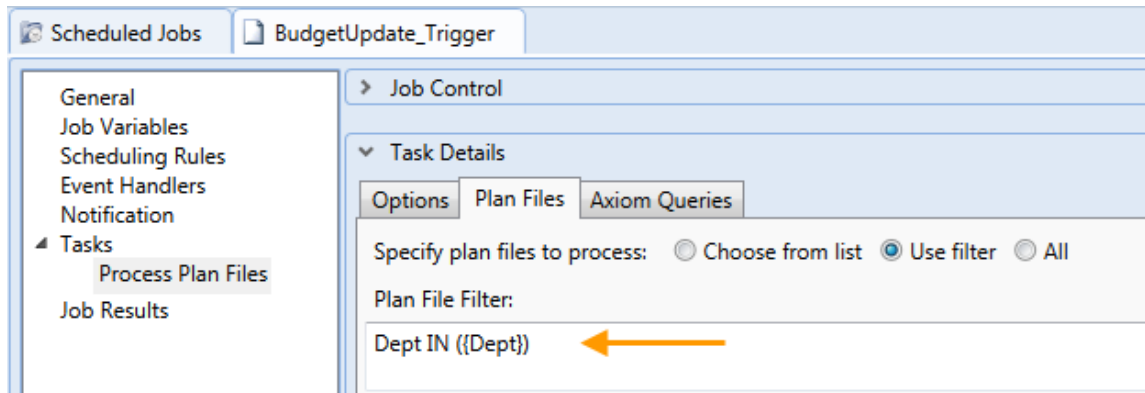 Scheduled Jobs BudgetUpdate_Trigger
General
Job Variables
Scheduling Rules
Event Handlers
Notification
Tasks
Process Plan Files
Job Results
Job Control
Task Details
Options Plan Files Axiom Queries
Specify plan files to process: Choose from list Use filter All
Plan File Filter:
Dept IN ({Dept})